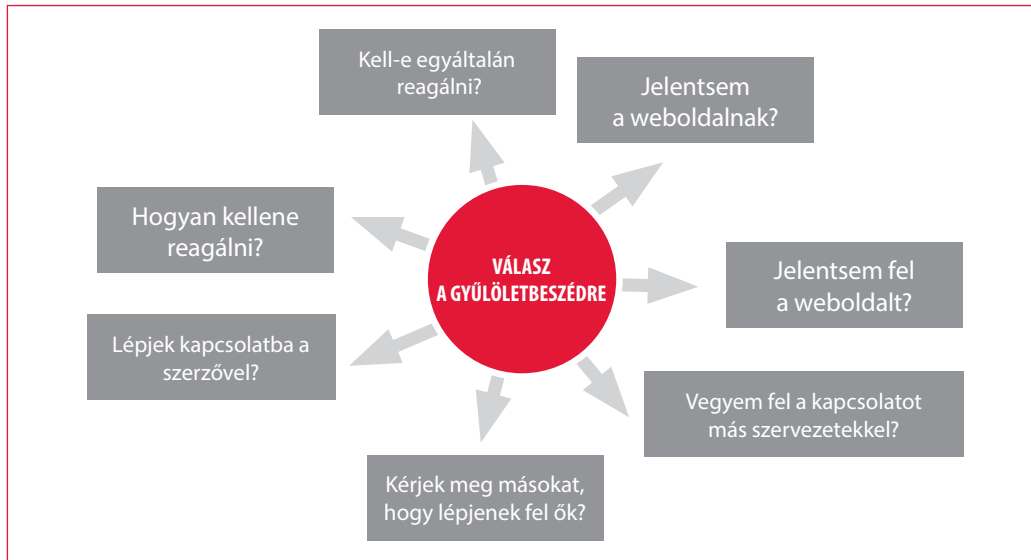 Kell-e egyáltalán
reagálni?
Jelentsem
a weboldalnak?
Hogyan kellene
reagálni?
VÁLASZ
A GYŰLÖLETBESZÉDRE
Jelentsem fel
a weboldalt?
Lépjek kapcsolatba a
szerzővel?
Vegyem fel a kapcsolatot
más szervezetekkel?
Kérjek meg másokat,
hogy lépjenek fel ők?